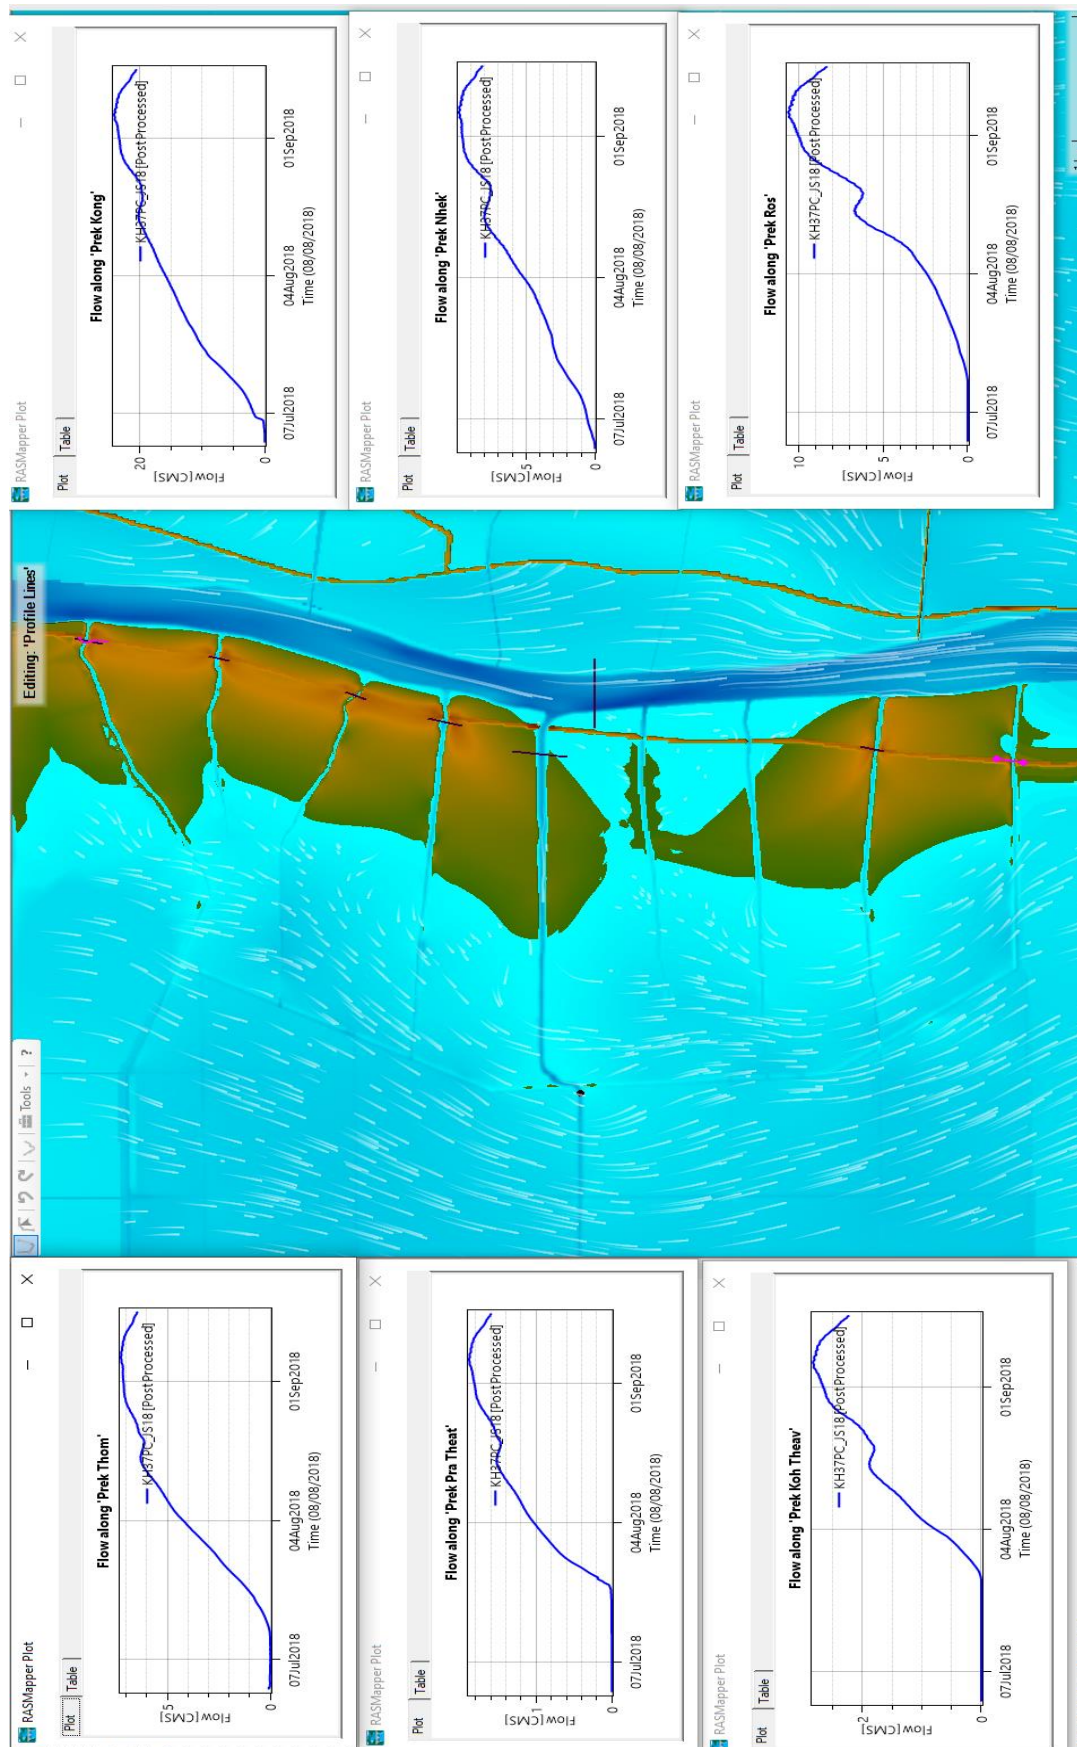 RASMapper Plot
Plot
Table
Flow along 'Prek Thom'
KH37PC_JS18 [PostProcessed]
Flow [CMS]
5
0
07Jul2018
04Aug2018
01Sep2018
Time (08/08/2018)
RASMapper Plot
Plot
Table
Flow along 'Prek Pra Theat'
KH37PC_JS18 [PostProcessed]
Flow [CMS]
1
0
07Jul2018
04Aug2018
01Sep2018
Time (08/08/2018)
RASMapper Plot
Plot
Table
Flow along 'Prek Koh Theav'
KH37PC_JS18 [PostProcessed]
Flow [CMS]
2
0
07Jul2018
04Aug2018
01Sep2018
Time (08/08/2018)
Tools
?
Editing: 'Profile Lines'
RASMapper Plot
Plot
Table
Flow along 'Prek Kong'
KH37PC_JS18 [PostProcessed]
Flow [CMS]
20
0
07Jul2018
04Aug2018
01Sep2018
Time (08/08/2018)
RASMapper Plot
Plot
Table
Flow along 'Prek Nhek'
KH37PC_JS18 [PostProcessed]
Flow [CMS]
5
0
07Jul2018
04Aug2018
01Sep2018
Time (08/08/2018)
RASMapper Plot
Plot
Table
Flow along 'Prek Ros'
KH37PC_JS18 [PostProcessed]
Flow [CMS]
10
5
0
07Jul2018
04Aug2018
01Sep2018
Time (08/08/2018)